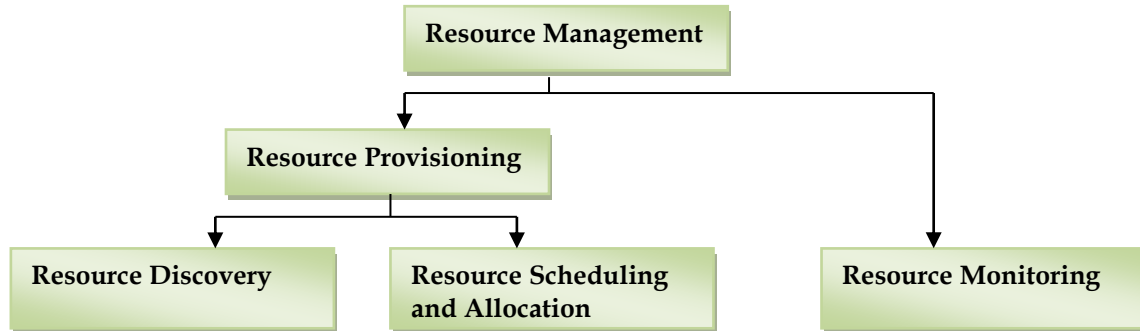 Resource Management
Resource Provisioning
Resource Discovery
Resource Scheduling
and Allocation
Resource Monitoring